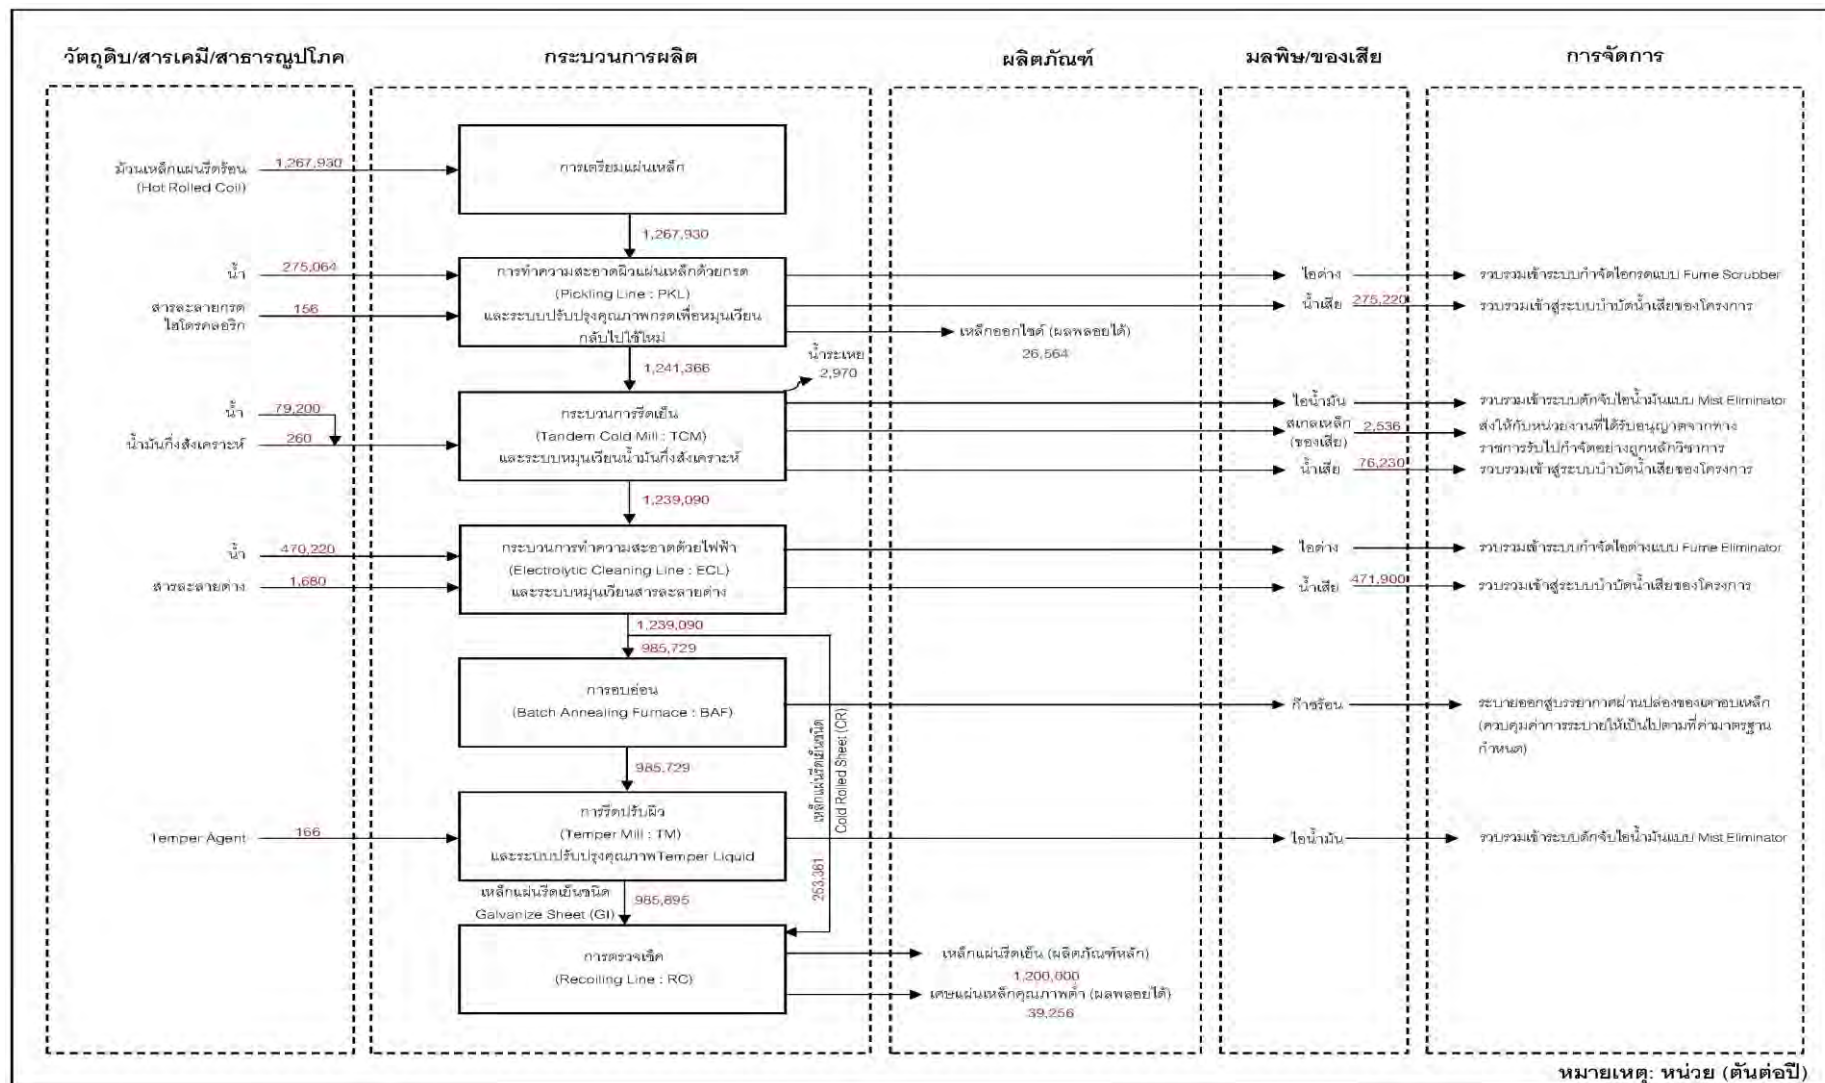 วัตถุดิบ/สารเคมี/สาธารณูปโภค
กระบวนการผลิต
ผลิตภัณฑ์
มลพิษ/ของเสีย
การจัดการ
ม้วนเหล็กแผ่นรีดร้อน
(Hot Rolled Coil)
1,267,930
การเตรียมแผ่นเหล็ก
1,267,930
น้ำ
275,064
สารละลายกรด
ไฮโดรคลอริก
156
การทำความสะอาดผิวแผ่นเหล็กด้วยกรด
(Pickling Line : PKL)
และระบบปรับปรุงคุณภาพกรดเพื่อหมุนเวียน
กลับไปใช้ใหม่
ไอด่าง
รวบรวมเข้าระบบกำจัดไอกรดแบบ Fume Scrubber
น้ำเสีย
275,220
รวบรวมเข้าสู่ระบบบำบัดน้ำเสียของโครงการ
เหล็กออกไซด์ (ผลพลอยได้)
26,564
1,241,366
น้ำระเหย
2,970
น้ำ
79,200
น้ำมันกึ่งสังเคราะห์
260
กระบวนการรีดเย็น
(Tandem Cold Mill : TCM)
และระบบหมุนเวียนน้ำมันกึ่งสังเคราะห์
ไอน้ำมัน
รวบรวมเข้าระบบดักจับไอน้ำมันแบบ Mist Eliminator
สเกลเหล็ก
(ของเสีย)
2,536
ส่งให้กับหน่วยงานที่ได้รับอนุญาตจากทาง
ราชการรับไปกำจัดอย่างถูกหลักวิชาการ
น้ำเสีย
76,230
รวบรวมเข้าสู่ระบบบำบัดน้ำเสียของโครงการ
1,239,090
น้ำ
470,220
สารละลายด่าง
1,680
กระบวนการทำความสะอาดด้วยไฟฟ้า
(Electrolytic Cleaning Line : ECL)
และระบบหมุนเวียนสารละลายด่าง
ไอด่าง
รวบรวมเข้าระบบกำจัดไอด่างแบบ Fume Eliminator
น้ำเสีย
471,900
รวบรวมเข้าสู่ระบบบำบัดน้ำเสียของโครงการ
1,239,090
985,729
การอบอ่อน
(Batch Annealing Furnace : BAF)
ก๊าซร้อน
ระบายออกสู่บรรยากาศผ่านปล่องของเตาอบเหล็ก
(ควบคุมค่าการระบายให้เป็นไปตามที่ค่ามาตรฐาน
กำหนด)
เหล็กแผ่นรีดเย็นชนิด
Cold Rolled Sheet (CR)
253,361
985,729
Temper Agent
166
การรีดปรับผิว
(Temper Mill : TM)
และระบบปรับปรุงคุณภาพTemper Liquid
ไอน้ำมัน
รวบรวมเข้าระบบดักจับไอน้ำมันแบบ Mist Eliminator
เหล็กแผ่นรีดเย็นชนิด
Galvanize Sheet (GI)
985,895
การตรวจเช็ค
(Recoiling Line : RC)
เหล็กแผ่นรีดเย็น (ผลิตภัณฑ์หลัก)
1,200,000
เศษแผ่นเหล็กคุณภาพต่ำ (ผลพลอยได้)
39,256
หมายเหตุ: หน่วย (ตันต่อปี)